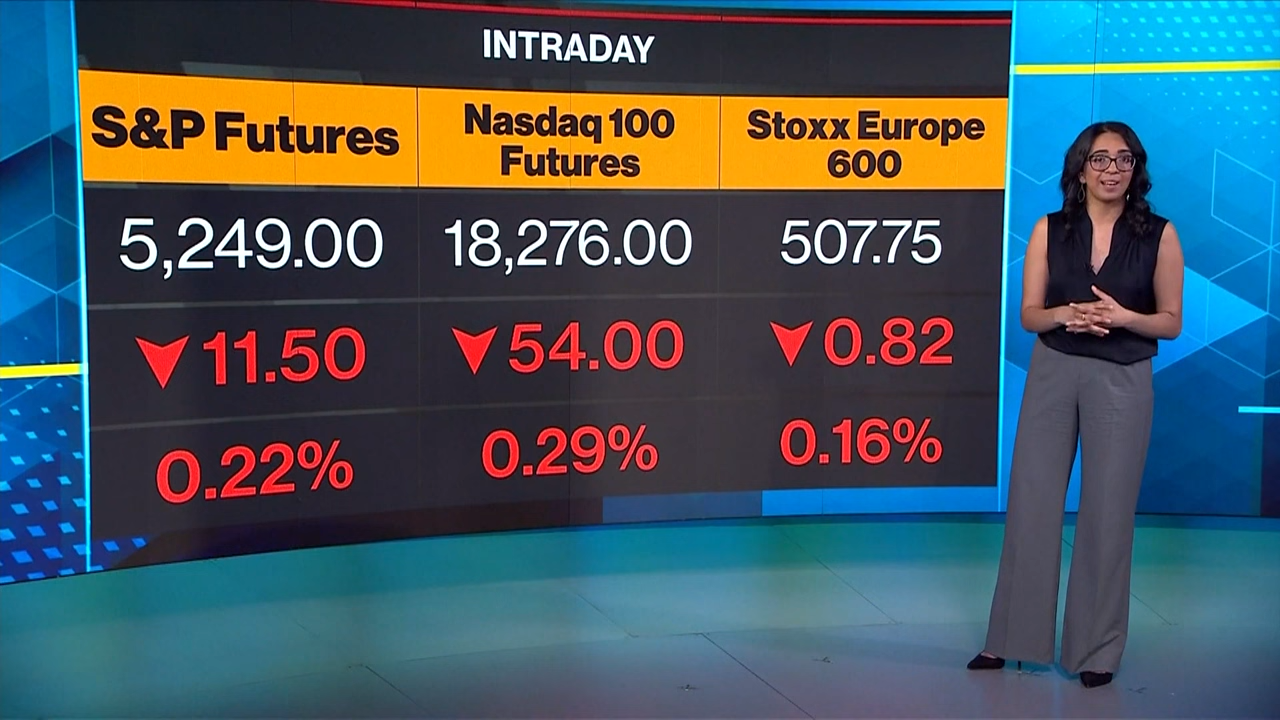 INTRADAY
S&P Futures
Nasdaq 100
Futures
Stoxx Europe
600
5,249.00
18,276.00
507.75
11.50
54.00
0.82
0.22%
0.29%
0.16%